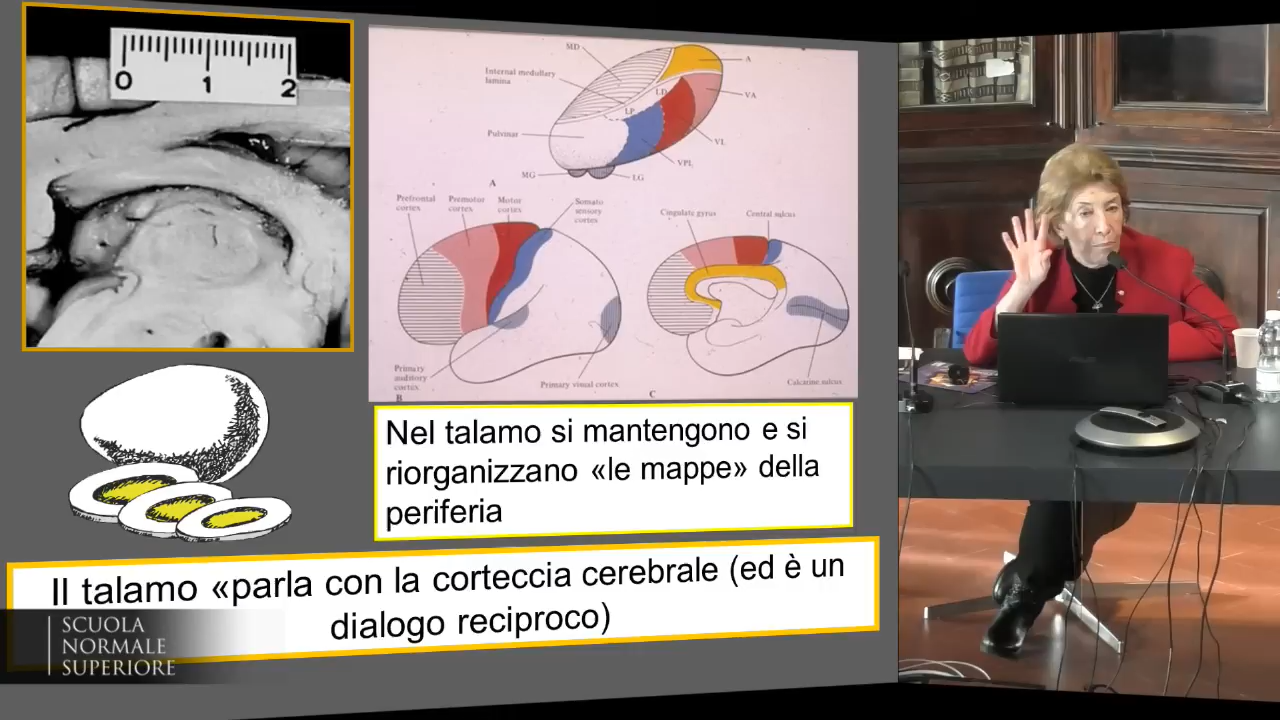 0 1 2
MD
A
Internal medullary
lamina
LD
VA
LP
Pulvinar
VL
VPL
MG
LG
A
Prefrontal
cortex
Premotor
cortex
Motor
cortex
Somato
sensory
cortex
Cingulate gyrus
Central sulcus
Primary
auditory
cortex
Primary visual cortex
Calcarine sulcus
B
C
Nel talamo si mantengono e si
riorganizzano «le mappe» della
periferia
Il talamo «parla con la corteccia cerebrale (ed è un
dialogo reciproco)
SCUOLA
NORMALE
SUPERIORE